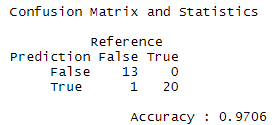 Confusion Matrix and Statistics
Reference
Prediction False True
False 13 0
True 1 20
Accuracy : 0.9706